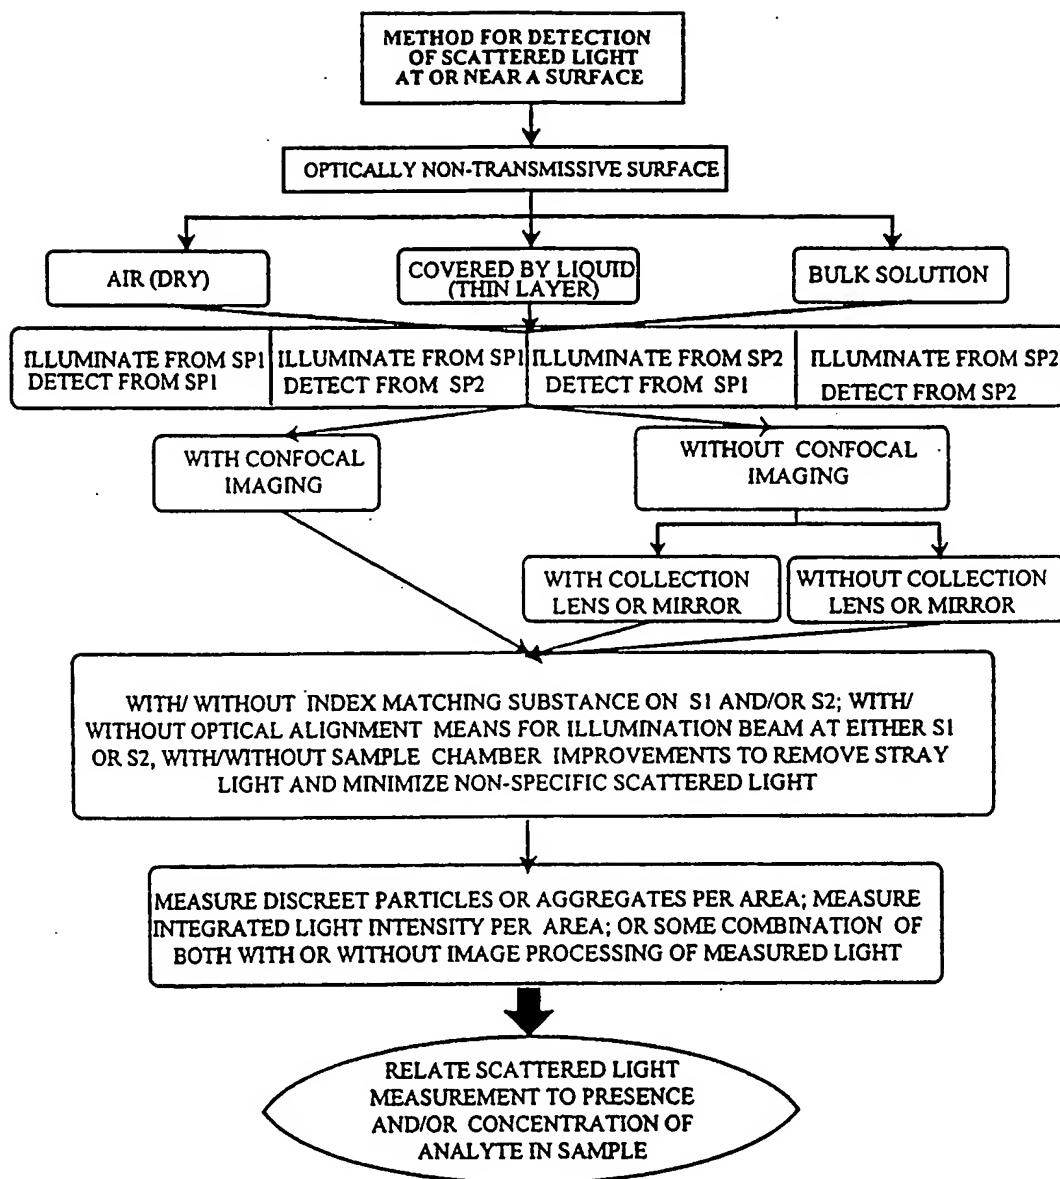 METHOD FOR DETECTION
OF SCATTERED LIGHT
AT OR NEAR A SURFACE
OPTICALLY NON-TRANSMISSIVE SURFACE
AIR (DRY)
COVERED BY LIQUID
(THIN LAYER)
BULK SOLUTION
ILLUMINATE FROM SP1
DETECT FROM SP1
ILLUMINATE FROM SP1
DETECT FROM SP2
ILLUMINATE FROM SP2
DETECT FROM SP1
ILLUMINATE FROM SP2
DETECT FROM SP2
WITH CONFOCAL
IMAGING
WITHOUT CONFOCAL
IMAGING
WITH COLLECTION
LENS OR MIRROR
WITHOUT COLLECTION
LENS OR MIRROR
WITH/ WITHOUT INDEX MATCHING SUBSTANCE ON S1 AND/OR S2; WITH/
WITHOUT OPTICAL ALIGNMENT MEANS FOR ILLUMINATION BEAM AT EITHER S1
OR S2, WITH/WITHOUT SAMPLE CHAMBER IMPROVEMENTS TO REMOVE STRAY
LIGHT AND MINIMIZE NON-SPECIFIC SCATTERED LIGHT
MEASURE DISCREET PARTICLES OR AGGREGATES PER AREA; MEASURE
INTEGRATED LIGHT INTENSITY PER AREA; OR SOME COMBINATION OF
BOTH WITH OR WITHOUT IMAGE PROCESSING OF MEASURED LIGHT
RELATE SCATTERED LIGHT
MEASUREMENT TO PRESENCE
AND/OR CONCENTRATION OF
ANALYTE IN SAMPLE